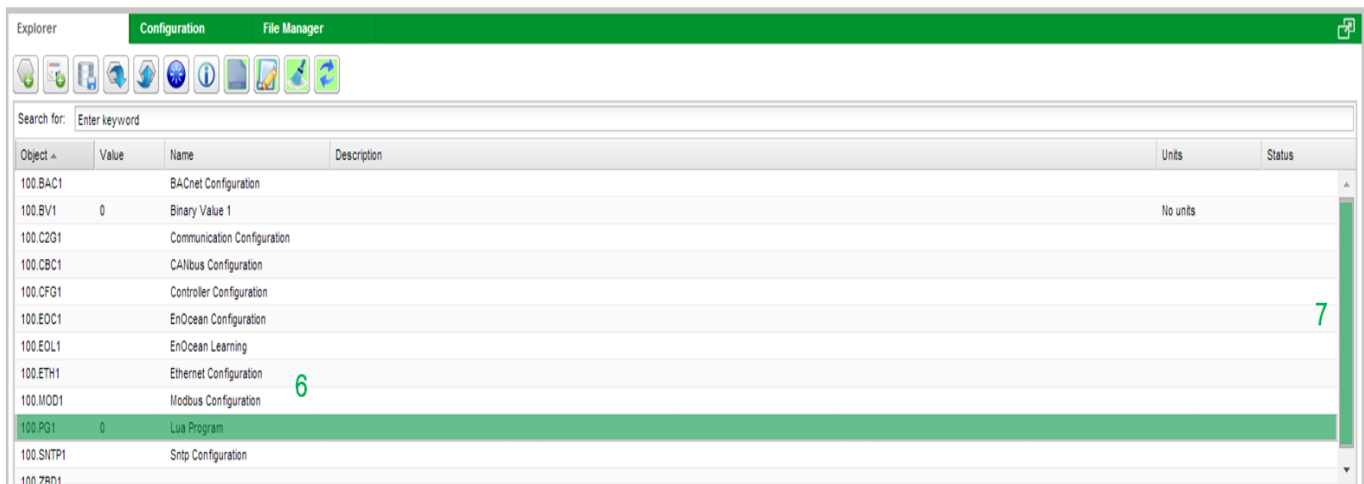 Explorer Configuration File Manager
Search for: Enter keyword
Object Value Name Description Units Status
100.BAC1 BACnet Configuration
100.BV1 0 Binary Value 1 No units
100.C2G1 Communication Configuration
100.CBC1 CANbus Configuration
100.CFG1 Controller Configuration
100.EOC1 EnOcean Configuration 7
100.EOL1 EnOcean Learning
100.ETH1 Ethernet Configuration 6
100.MOD1 Modbus Configuration
100.PG1 0 Lua Program
100.SNTP1 Sntp Configuration
100.ZBD1